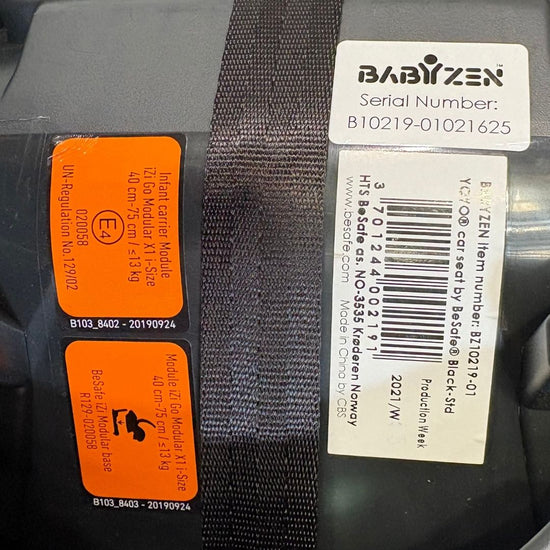 BABYZEN
Serial Number:
B10219-01021625
BABYZEN item number: BZ10219-01
YOYO® car seat by BeSafe® Black-Std
Production Week
2021/W
3 701244 002191
HTS BeSafe as. NO-3535 Krøderen Norway
www.besafe.com Made in China by CBS
Infant carrier Module
iZi Go Modular X1 i-Size
40 cm-75 cm / ≤13 kg
E4
020058
UN-Regulation No.129/02
B103_8402 - 20190924
Module iZi Go Modular X1 i-Size
40 cm-75 cm / ≤13 kg
BeSafe iZi Modular base
R129-020058
B103_8403 - 20190924